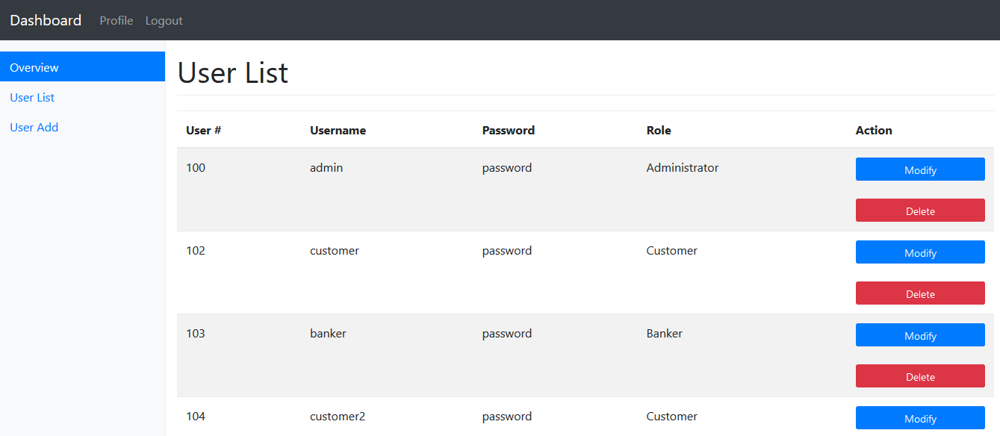 Dashboard Profile Logout
Overview
User List
User Add
User List
User # Username Password Role Action
100 admin password Administrator Modify
Delete
102 customer password Customer Modify
Delete
103 banker password Banker Modify
Delete
104 customer2 password Customer Modify